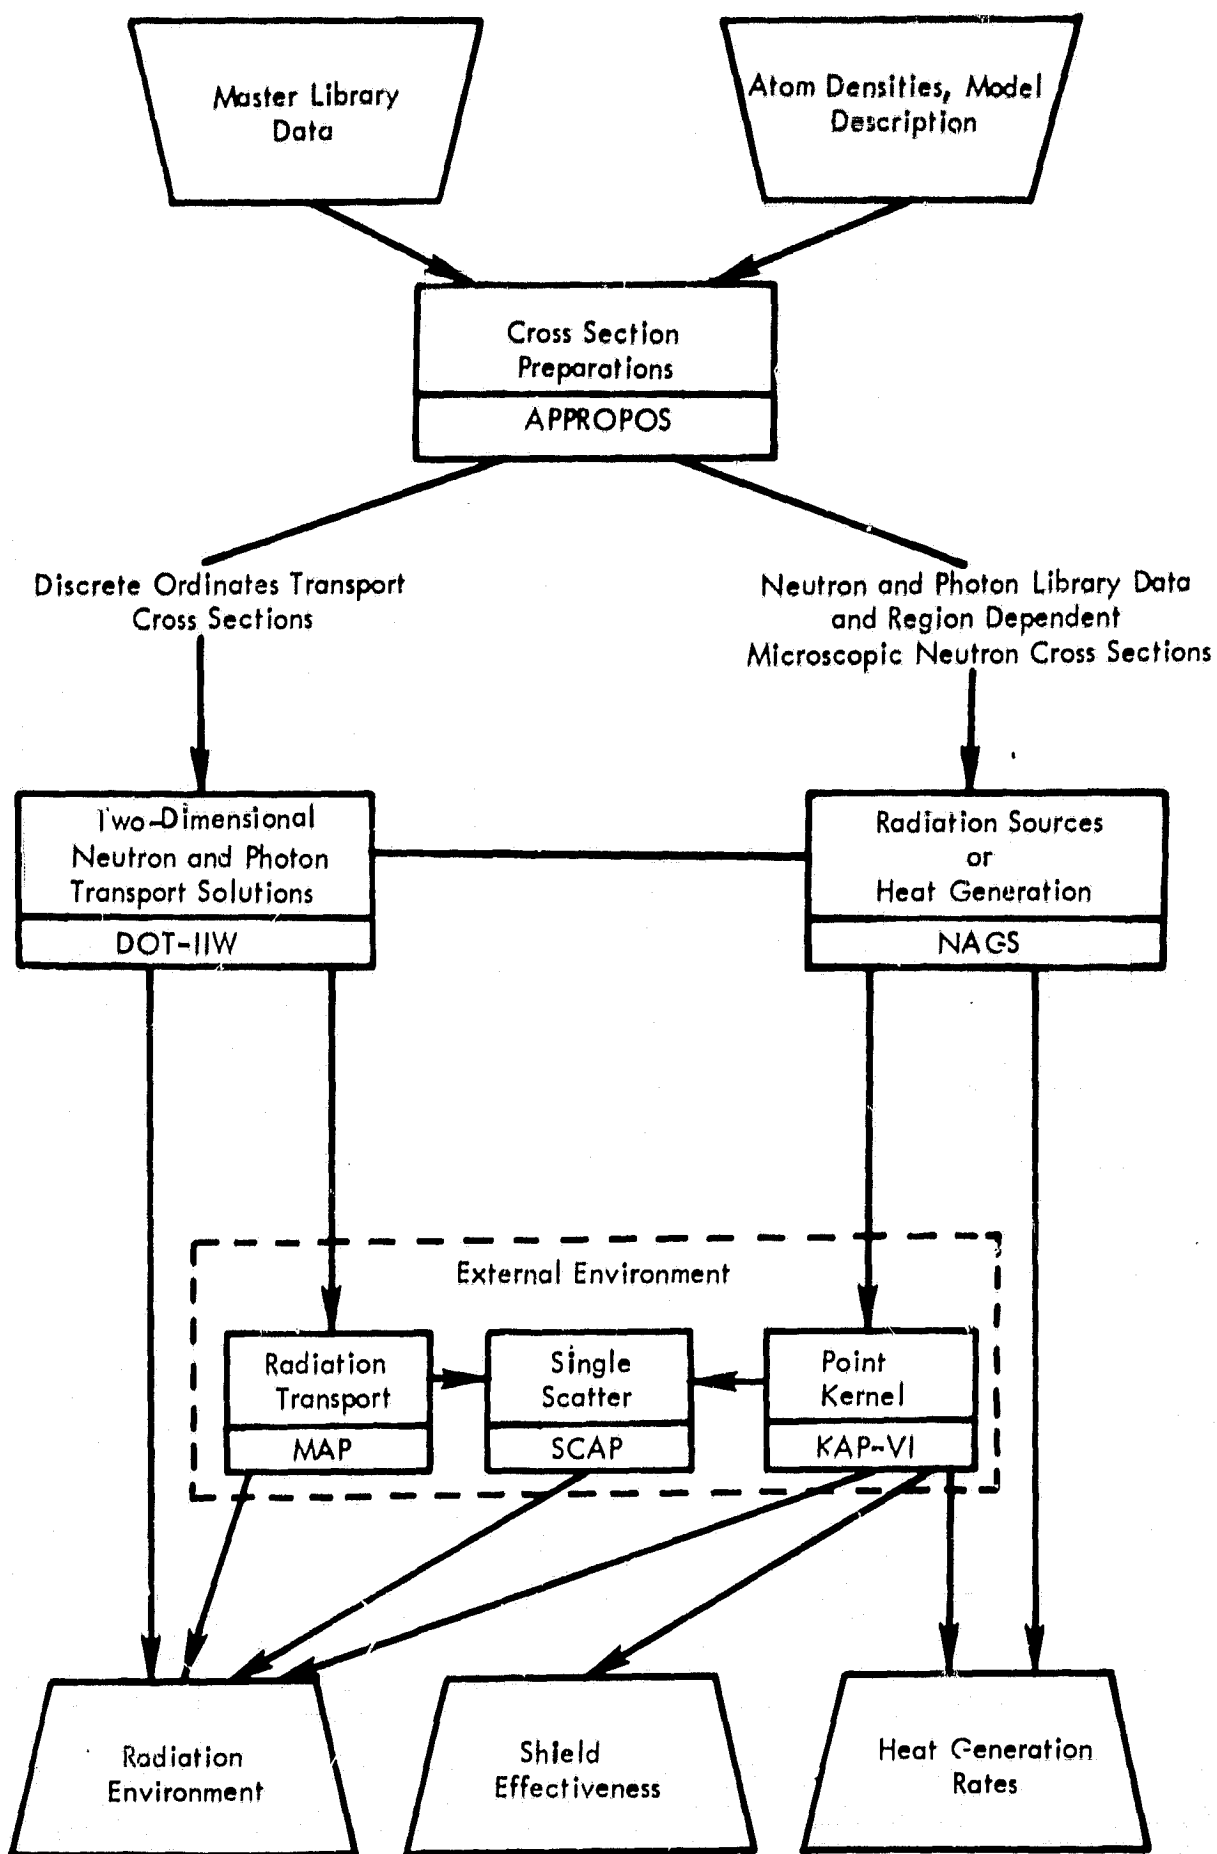 Master Library
Data
Atom Densities, Model
Description
Cross Section
Preparations
APPROPOS
Discrete Ordinates Transport
Cross Sections
Neutron and Photon Library Data
and Region Dependent
Microscopic Neutron Cross Sections
Two-Dimensional
Neutron and Photon
Transport Solutions
DOT-IIW
Radiation Sources
or
Heat Generation
NAGS
External Environment
Radiation
Transport
MAP
Single
Scatter
SCAP
Point
Kernel
KAP-VI
Radiation
Environment
Shield
Effectiveness
Heat Generation
Rates